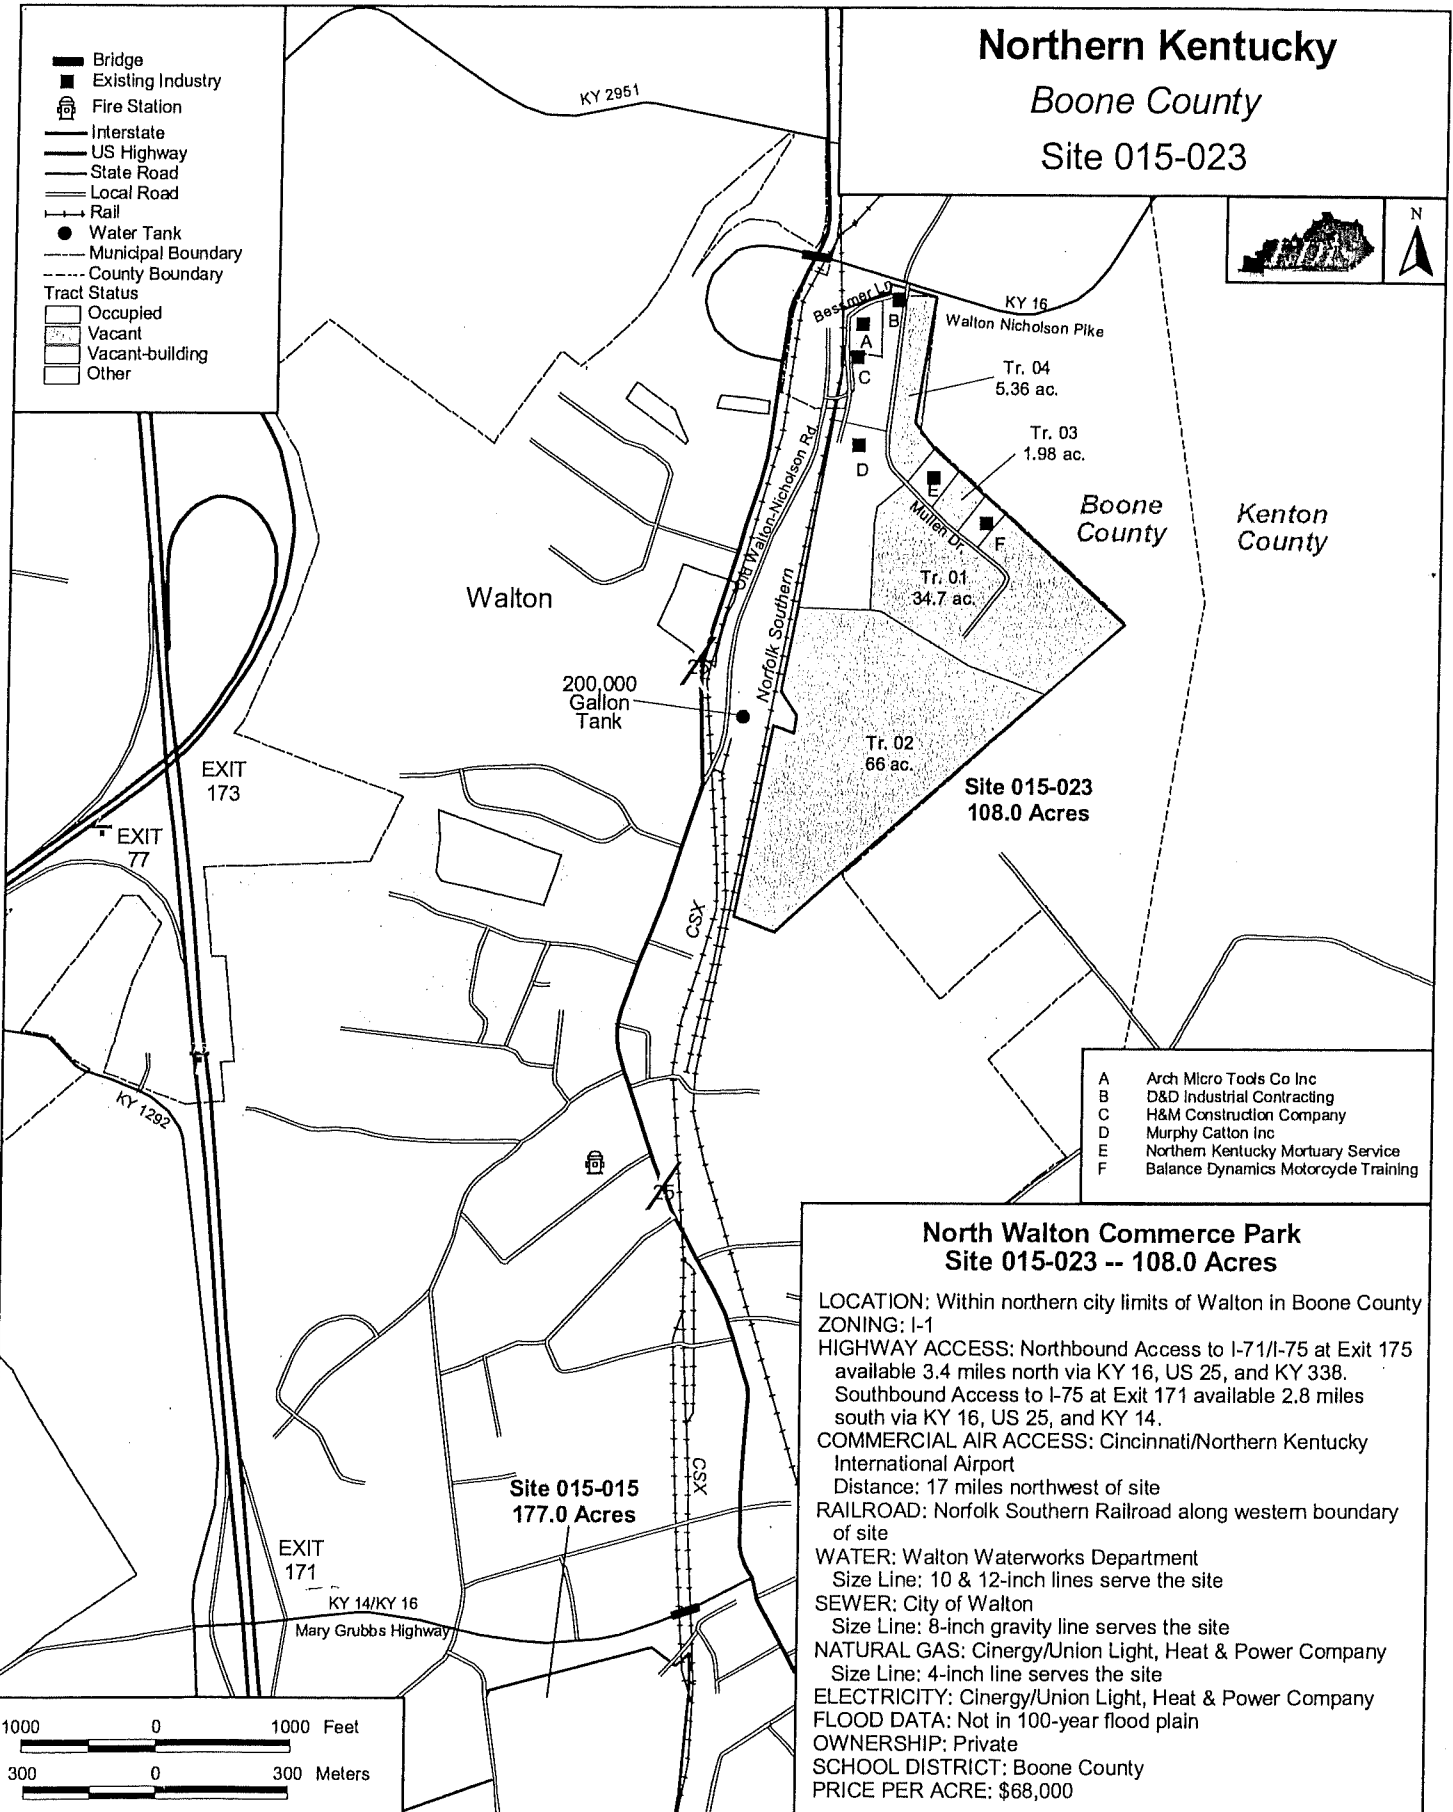 Northern Kentucky
Boone County
Site 015-023
Bridge
Existing Industry
Fire Station
Interstate
US Highway
State Road
Local Road
Rail
Water Tank
Municipal Boundary
County Boundary
Tract Status
Occupied
Vacant
Vacant-building
Other
N
KY 2951
KY 16
Walton Nicholson Pike
Bessmer Ln
B
A
C
Tr. 04
5.36 ac.
Tr. 03
1.98 ac.
D
E
F
Mullen Dr.
Boone
County
Kenton
County
Old Walton-Nicholson Rd
Norfolk Southern
Tr. 01
34.7 ac.
Walton
25
200,000
Gallon
Tank
Tr. 02
66 ac.
Site 015-023
108.0 Acres
EXIT
173
EXIT
77
CSX
KY 1292
25
A Arch Micro Tools Co Inc
B D&D Industrial Contracting
C H&M Construction Company
D Murphy Catton Inc
E Northern Kentucky Mortuary Service
F Balance Dynamics Motorcycle Training
North Walton Commerce Park
Site 015-023 -- 108.0 Acres
LOCATION: Within northern city limits of Walton in Boone County
ZONING: I-1
HIGHWAY ACCESS: Northbound Access to I-71/I-75 at Exit 175
available 3.4 miles north via KY 16, US 25, and KY 338.
Southbound Access to I-75 at Exit 171 available 2.8 miles
south via KY 16, US 25, and KY 14.
COMMERCIAL AIR ACCESS: Cincinnati/Northern Kentucky
International Airport
Distance: 17 miles northwest of site
RAILROAD: Norfolk Southern Railroad along western boundary
of site
WATER: Walton Waterworks Department
Size Line: 10 & 12-inch lines serve the site
SEWER: City of Walton
Size Line: 8-inch gravity line serves the site
NATURAL GAS: Cinergy/Union Light, Heat & Power Company
Size Line: 4-inch line serves the site
ELECTRICITY: Cinergy/Union Light, Heat & Power Company
FLOOD DATA: Not in 100-year flood plain
OWNERSHIP: Private
SCHOOL DISTRICT: Boone County
PRICE PER ACRE: $68,000
CSX
Site 015-015
177.0 Acres
EXIT
171
KY 14/KY 16
Mary Grubbs Highway
1000 0 1000 Feet
300 0 300 Meters